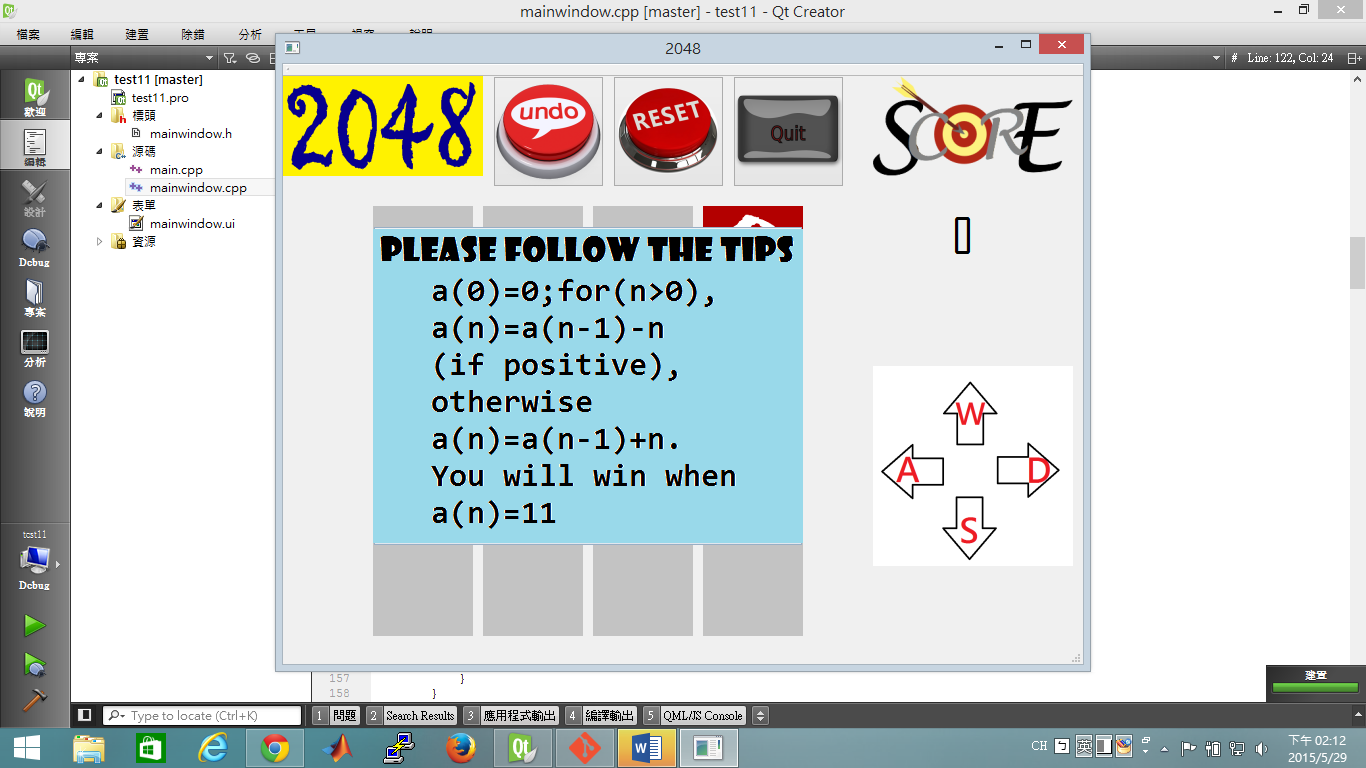 mainwindow.cpp [master] - test11 - Qt Creator
檔案 編輯 建置 除錯 分析
專案
Line: 122, Col: 24
2048
歡迎
編輯
設計
Debug
專案
分析
說明
test11 [master]
test11.pro
標頭
mainwindow.h
源碼
main.cpp
mainwindow.cpp
表單
mainwindow.ui
資源
2048
undo
RESET
Quit
SCORE
PLEASE FOLLOW THE TIPS
a(0)=0;for(n>0),
a(n)=a(n-1)-n
(if positive),
otherwise
a(n)=a(n-1)+n.
You will win when
a(n)=11
W
A
D
S
test11
Debug
157 }
158 }
建置
Type to locate (Ctrl+K)
1 問題
2 Search Results
3 應用程式輸出
4 編譯輸出
5 QML/JS Console
CH
英
下午 02:12
2015/5/29